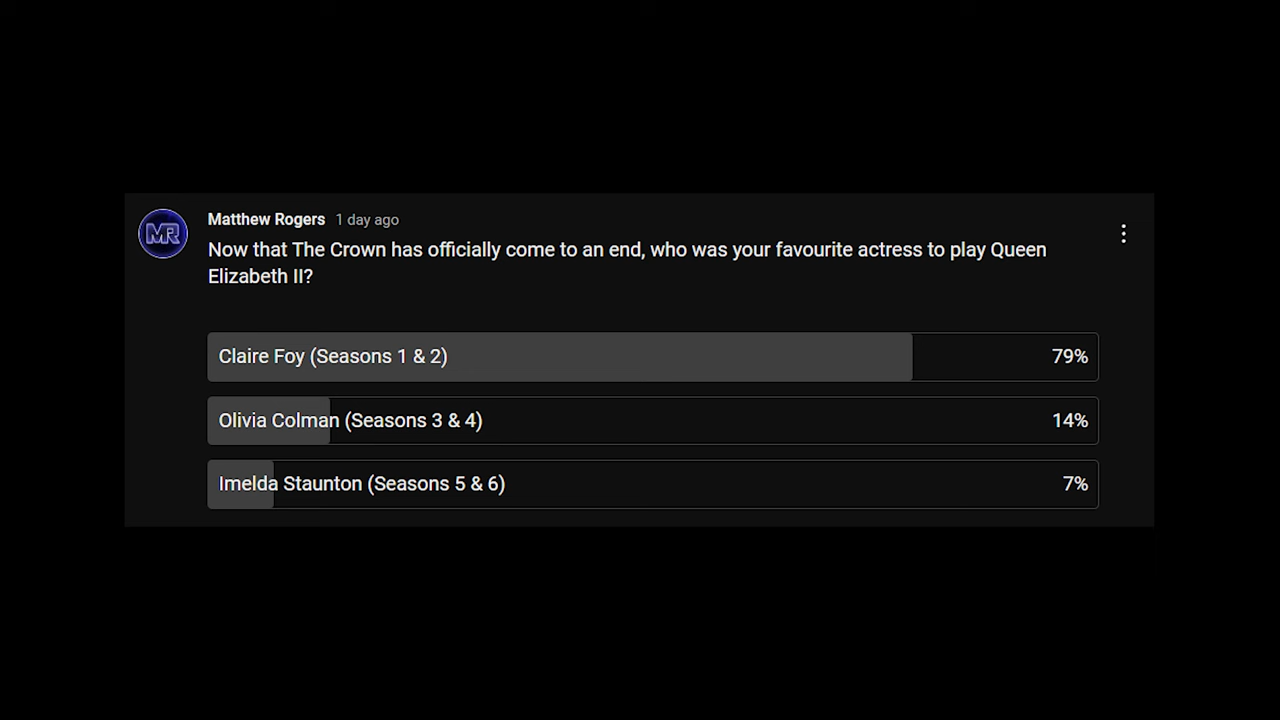 MR
Matthew Rogers 1 day ago
Now that The Crown has officially come to an end, who was your favourite actress to play Queen
Elizabeth II?
Claire Foy (Seasons 1 & 2) 79%
Olivia Colman (Seasons 3 & 4) 14%
Imelda Staunton (Seasons 5 & 6) 7%